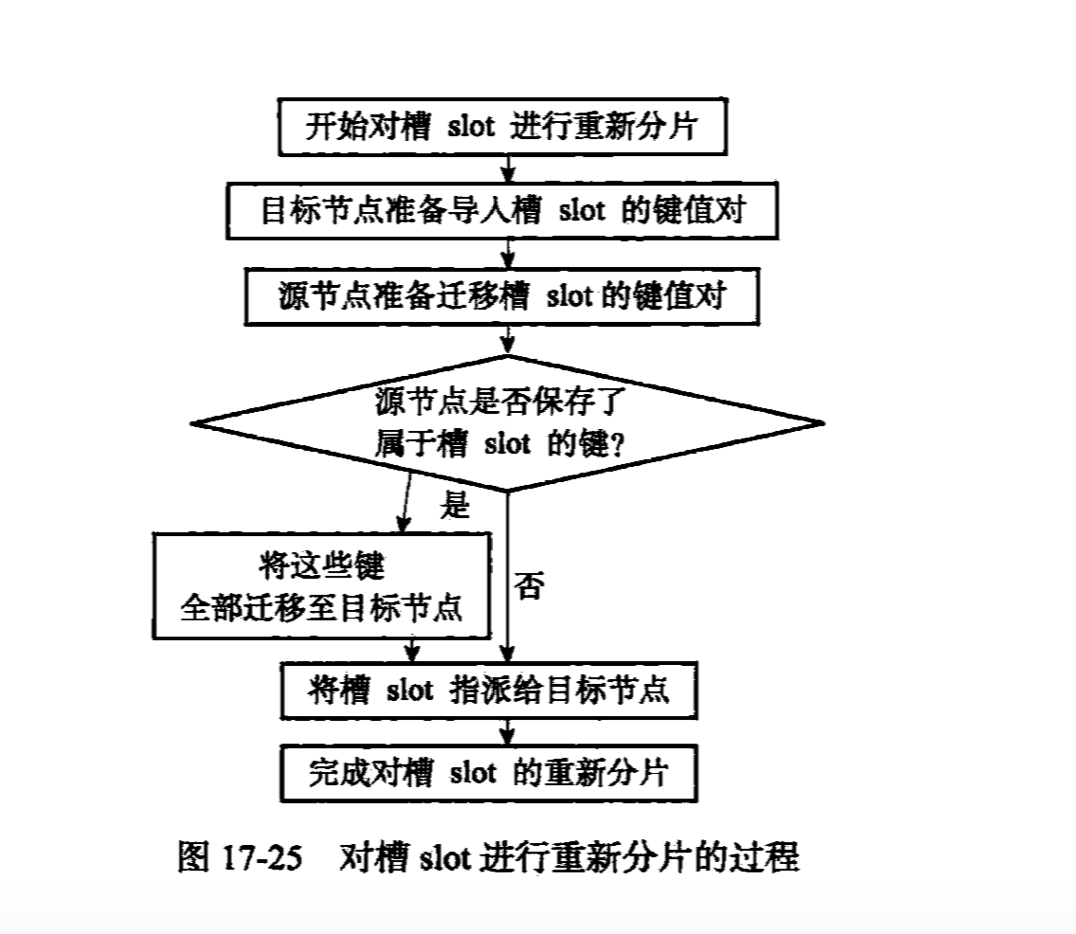 开始对槽 slot 进行重新分片
目标节点准备导入槽 slot 的键值对
源节点准备迁移槽 slot 的键值对
源节点是否保存了
属于槽 slot 的键?
是
将这些键
全部迁移至目标节点
否
将槽 slot 指派给目标节点
完成对槽 slot 的重新分片
图 17-25 对槽 slot 进行重新分片的过程